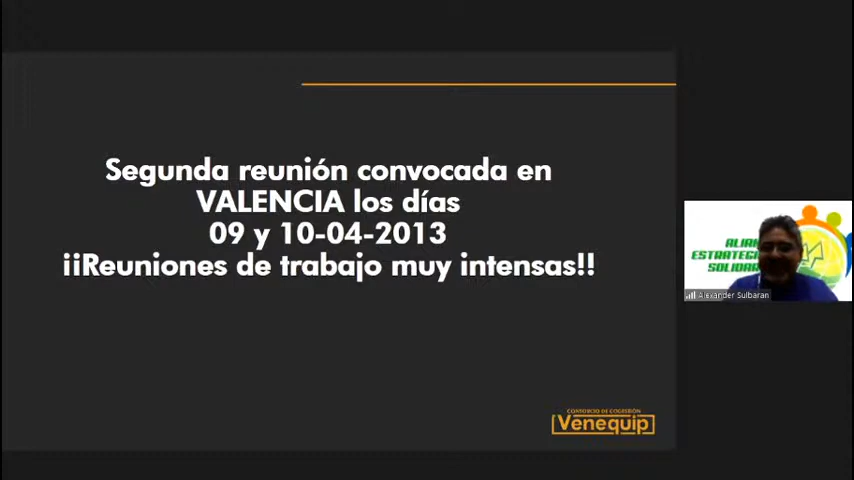 Segunda reunión convocada en
VALENCIA los días
09 y 10-04-2013
¡¡Reuniones de trabajo muy intensas!!
CONSORCIO DE COGESTIÓN
Venequip
SOLIDAR
Alexander Sulbaran